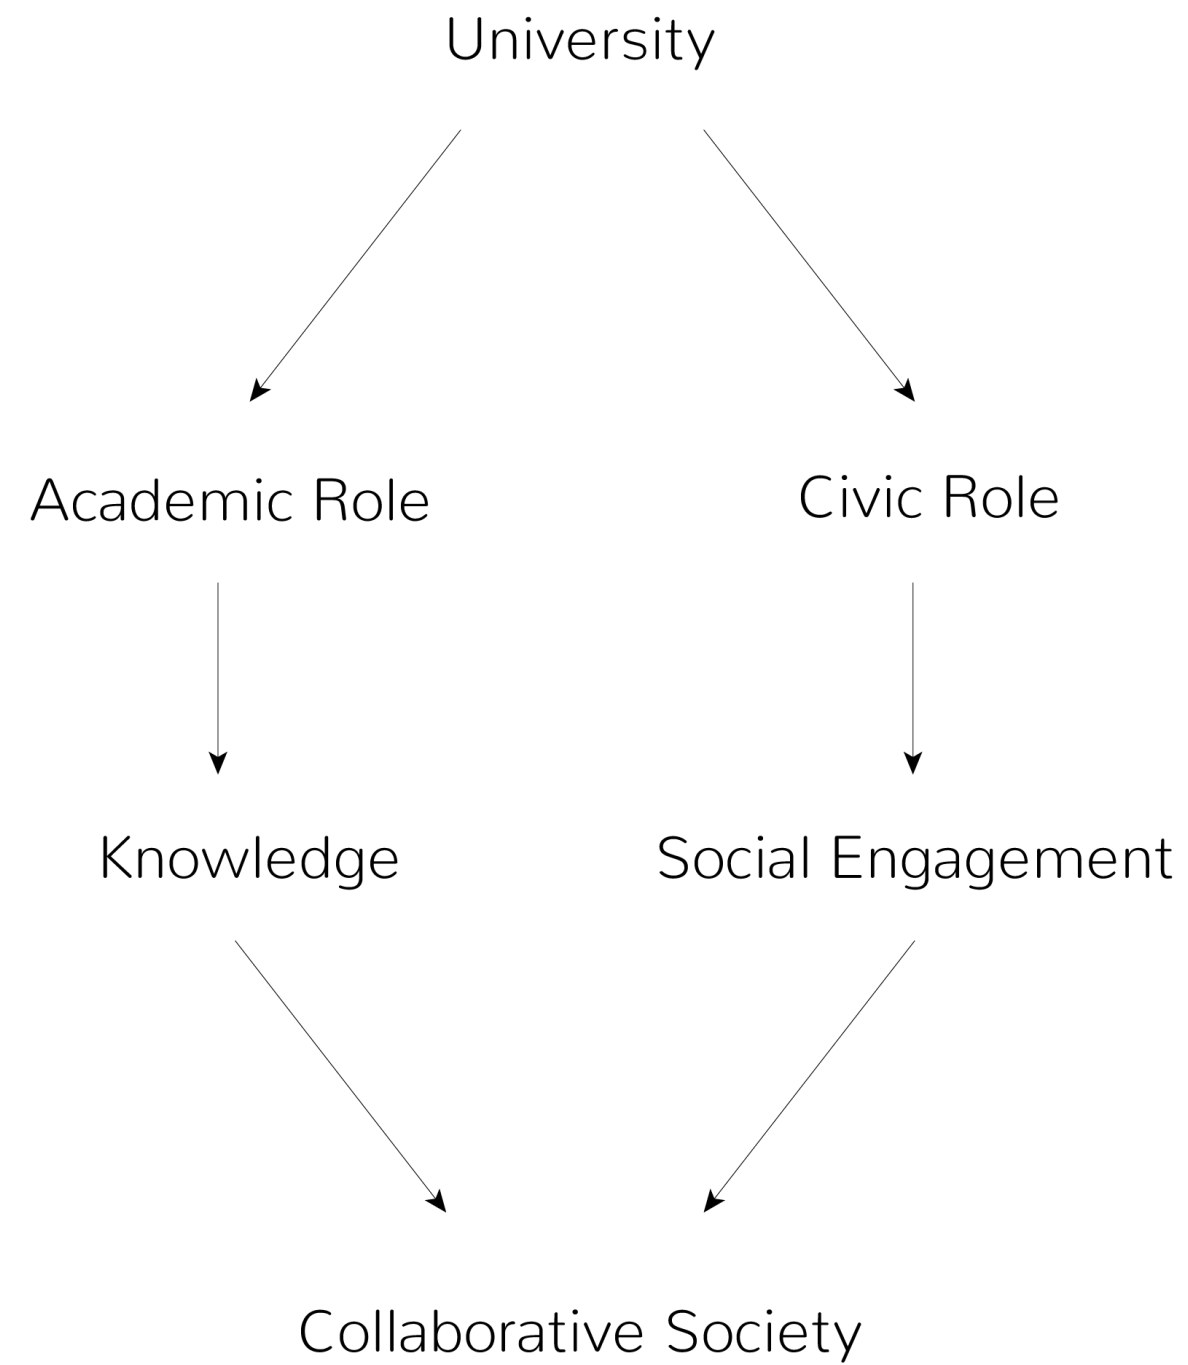 University
Academic Role
Civic Role
Knowledge
Social Engagement
Collaborative Society